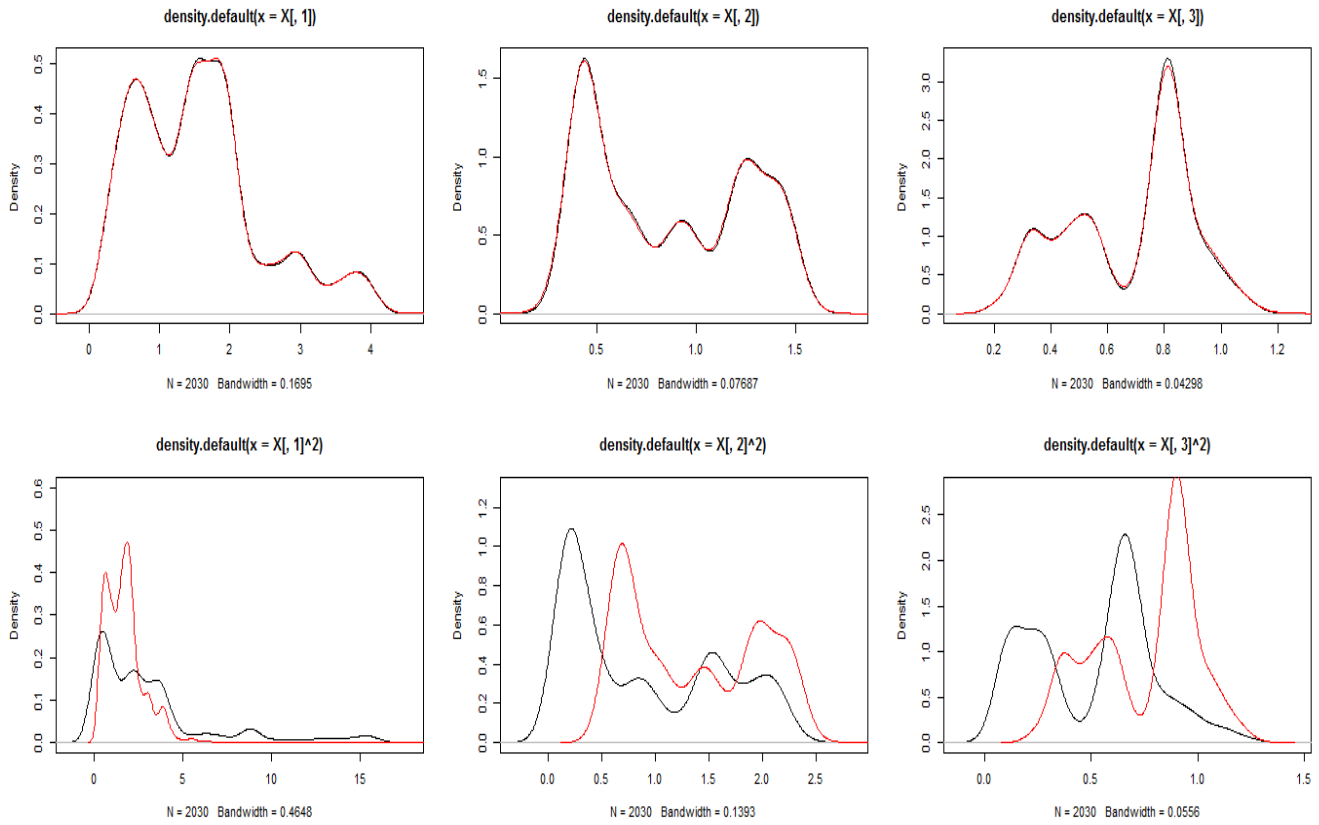 density.default(x = X[, 1])
Density
0.0 0.1 0.2 0.3 0.4 0.5
0 1 2 3 4
N = 2030 Bandwidth = 0.1695
density.default(x = X[, 2])
Density
0.0 0.5 1.0 1.5
0.5 1.0 1.5
N = 2030 Bandwidth = 0.07687
density.default(x = X[, 3])
Density
0.0 0.5 1.0 1.5 2.0 2.5 3.0
0.2 0.4 0.6 0.8 1.0 1.2
N = 2030 Bandwidth = 0.04298
density.default(x = X[, 1]^2)
Density
0.0 0.1 0.2 0.3 0.4 0.5 0.6
0 5 10 15
N = 2030 Bandwidth = 0.4648
density.default(x = X[, 2]^2)
Density
0.0 0.2 0.4 0.6 0.8 1.0 1.2
0.0 0.5 1.0 1.5 2.0 2.5
N = 2030 Bandwidth = 0.1393
density.default(x = X[, 3]^2)
Density
0.0 0.5 1.0 1.5 2.0 2.5
0.0 0.5 1.0 1.5
N = 2030 Bandwidth = 0.0556